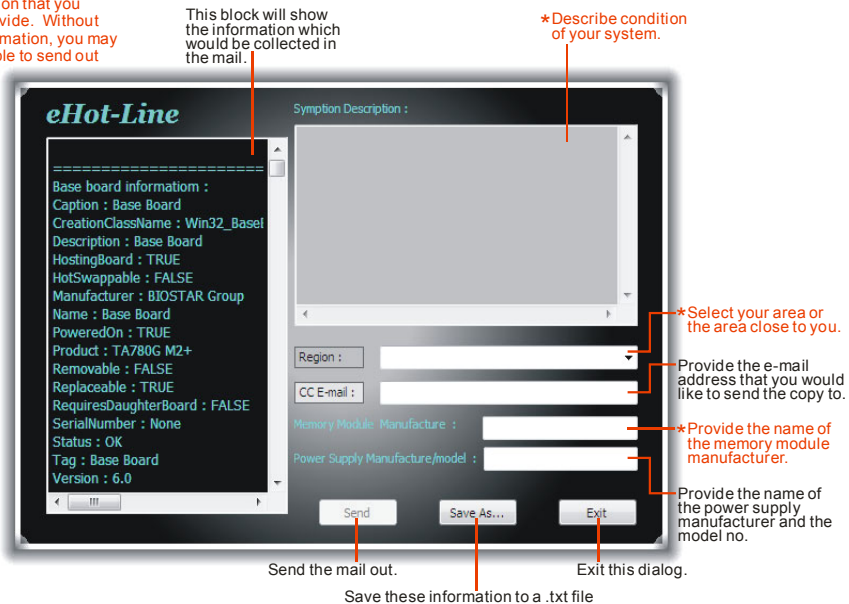 on that you
vide. Without
rmation, you may
ble to send out
This block will show
the information which
would be collected in
the mail.
*Describe condition
of your system.
eHot-Line
Symption Description :
=======================
Base board informatiom :
Caption : Base Board
CreationClassName : Win32_BaseB
Description : Base Board
HostingBoard : TRUE
HotSwappable : FALSE
Manufacturer : BIOSTAR Group
Name : Base Board
PoweredOn : TRUE
Product : TA780G M2+
Removable : FALSE
Replaceable : TRUE
RequiresDaughterBoard : FALSE
SerialNumber : None
Status : OK
Tag : Base Board
Version : 6.0
Region :
CC E-mail :
Memory Module Manufacture :
Power Supply Manufacture/model :
Send
Save As...
Exit
*Select your area or
the area close to you.
Provide the e-mail
address that you would
like to send the copy to.
*Provide the name of
the memory module
manufacturer.
Provide the name of
the power supply
manufacturer and the
model no.
Send the mail out.
Exit this dialog.
Save these information to a .txt file